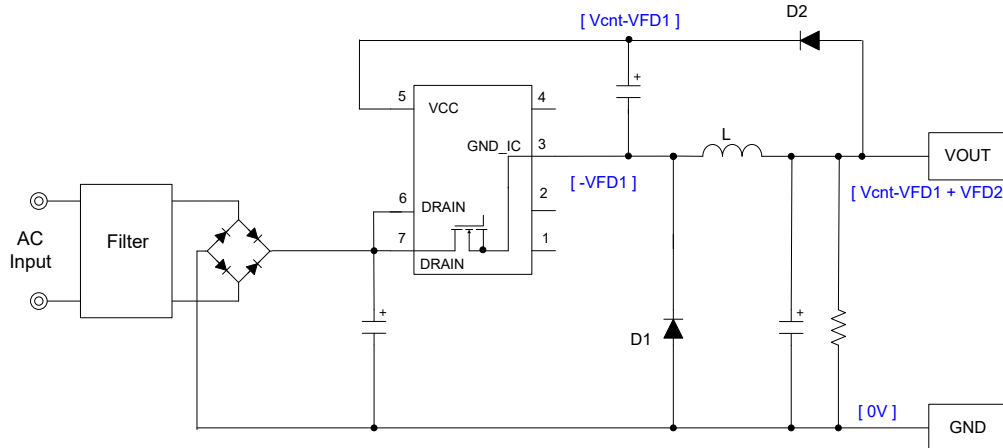 [ Vcnt-VFD1 ]
D2
5
VCC
4
GND_IC
3
L
VOUT
[ -VFD1 ]
[ Vcnt-VFD1 + VFD2
6
DRAIN
2
7
DRAIN
1
AC
Input
Filter
+
+
+
D1
[ 0V ]
GND